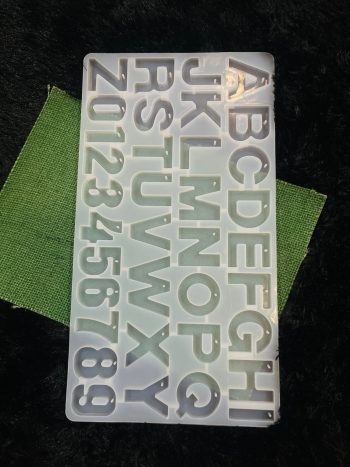 ABCDEFGHI
JKLMNOPQ
RSTUVWXY
Z0123456789